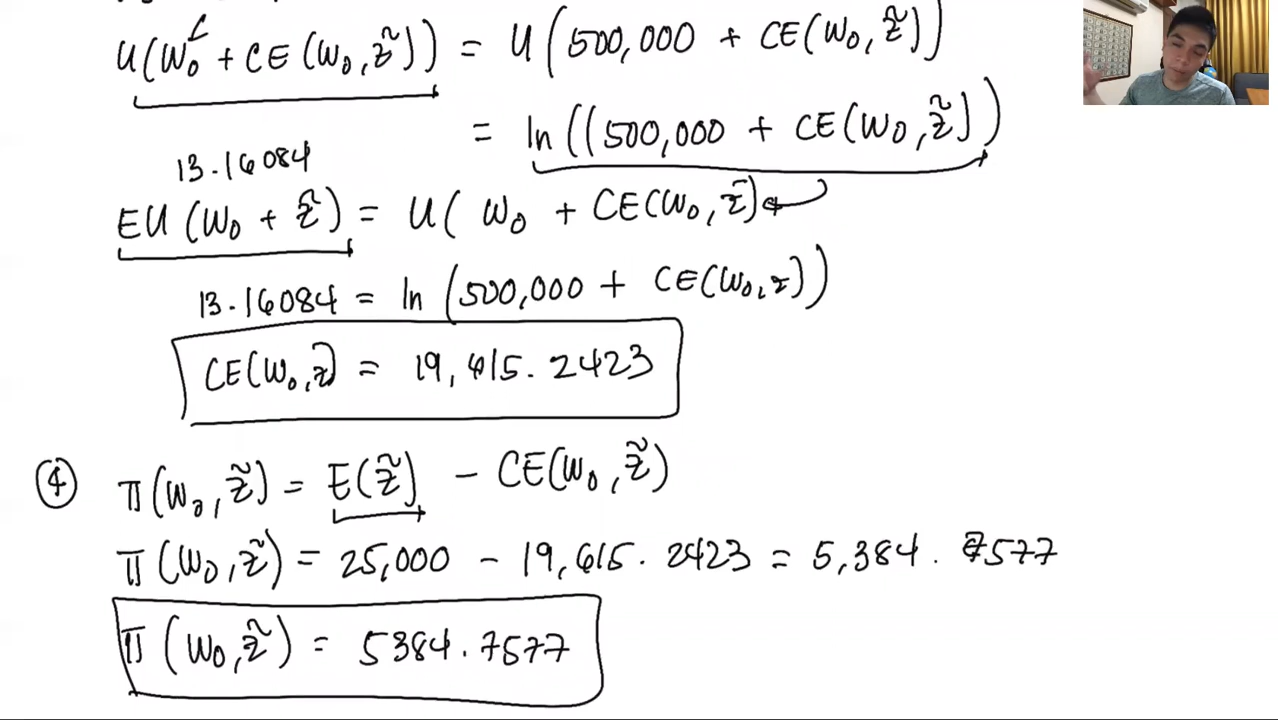 U(W₀ + CE(W₀,z̃)) = U(500,000 + CE(W₀,z̃))
= ln((500,000 + CE(W₀,z̃))
13.16084
EU(W₀ + z̃) = U( W₀ + CE(W₀,z̃)
13.16084 = ln (500,000 + CE(W₀,z))
CE(W₀,z) = 19,615.2423
④ π(W₀,z̃) = E(z̃) - CE(W₀,z̃)
π(W₀,z̃) = 25,000 - 19,615.2423 = 5,384.7577
π(W₀,z̃) = 5384.7577